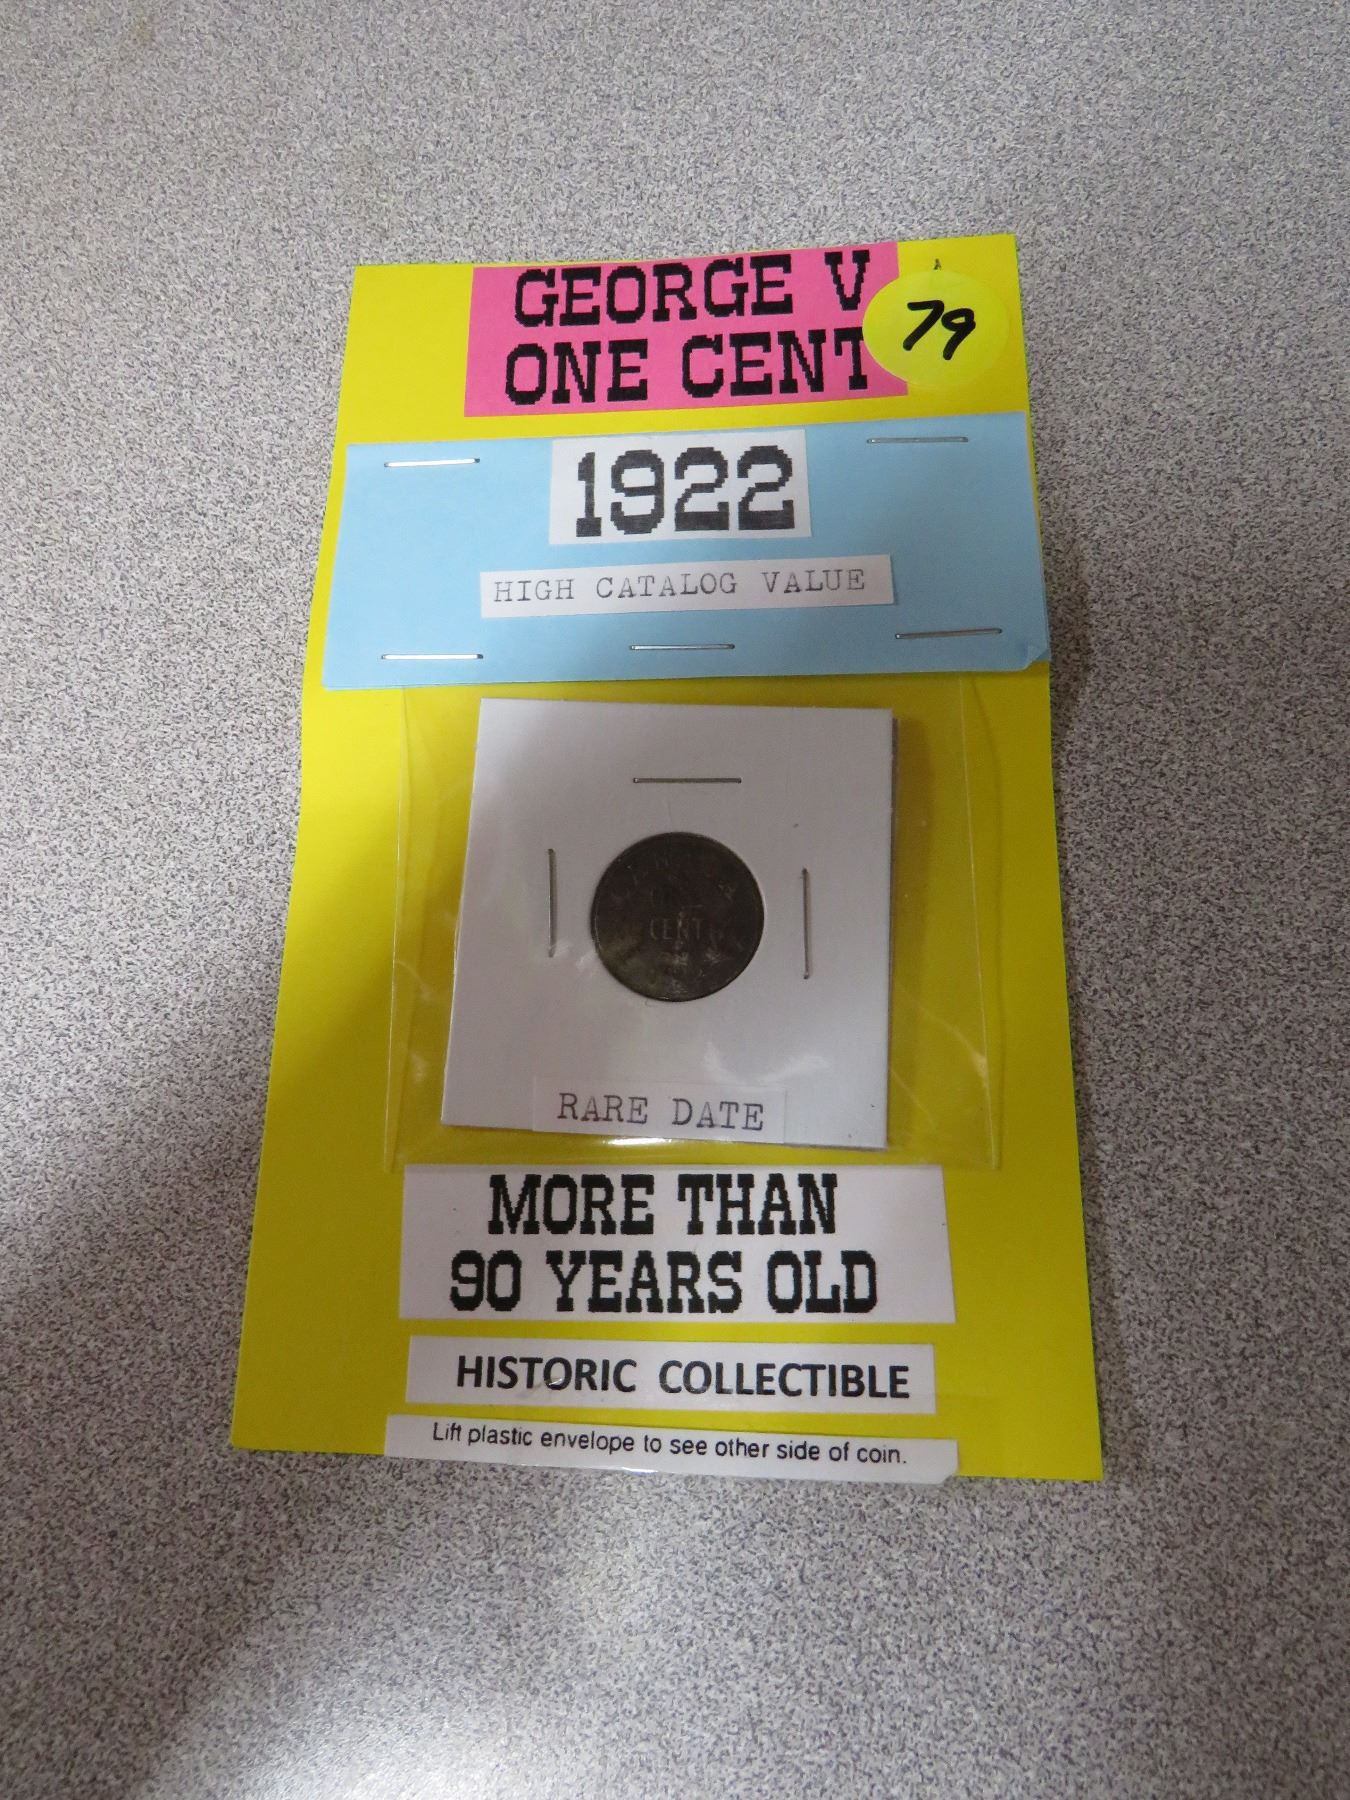 GEORGE V
ONE CENT
79
1922
HIGH CATALOG VALUE
CENT
RARE DATE
MORE THAN
90 YEARS OLD
HISTORIC COLLECTIBLE
Lift plastic envelope to see other side of coin.